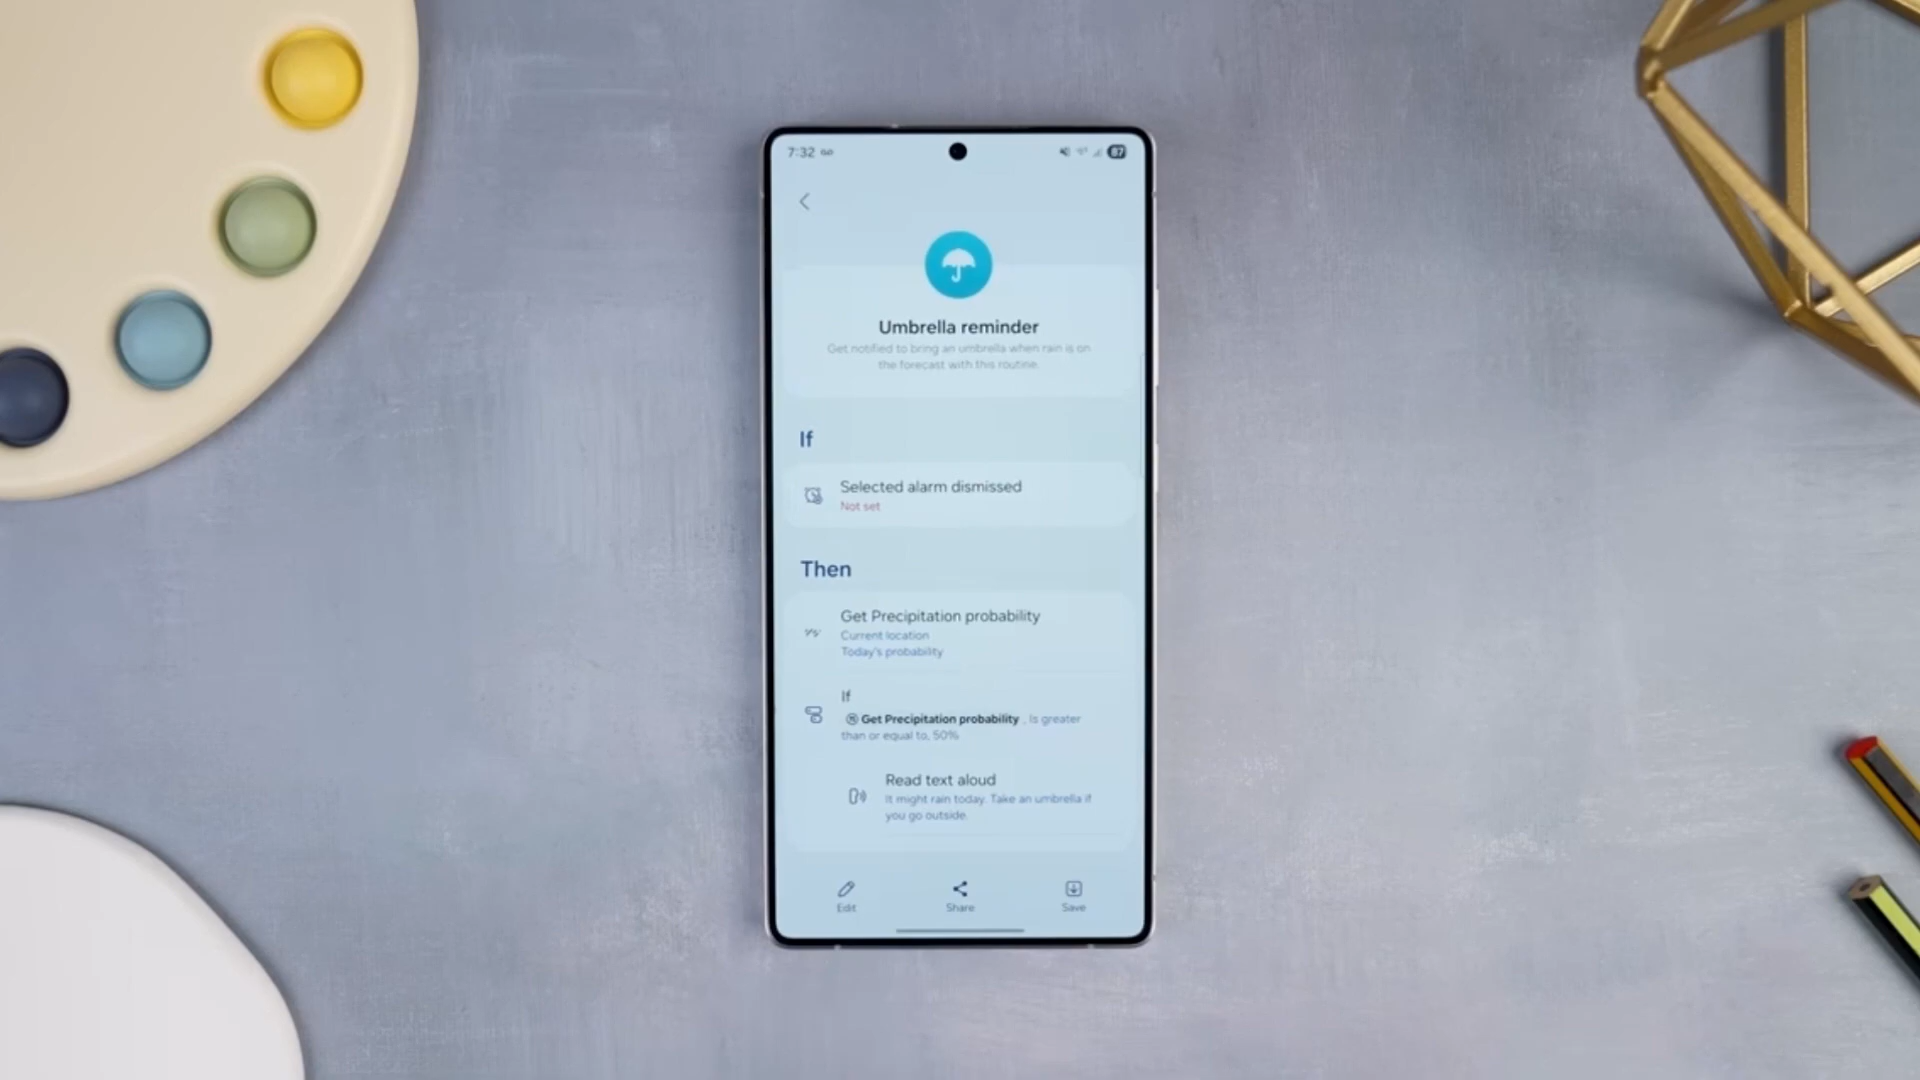 7:32
87
Umbrella reminder
Get notified to bring an umbrella when rain is on
the forecast with this routine.
If
Selected alarm dismissed
Not set
Then
Get Precipitation probability
Current location
Today's probability
If
Get Precipitation probability , Is greater
than or equal to, 50%
Read text aloud
It might rain today. Take an umbrella if
you go outside.
Edit
Share
Save